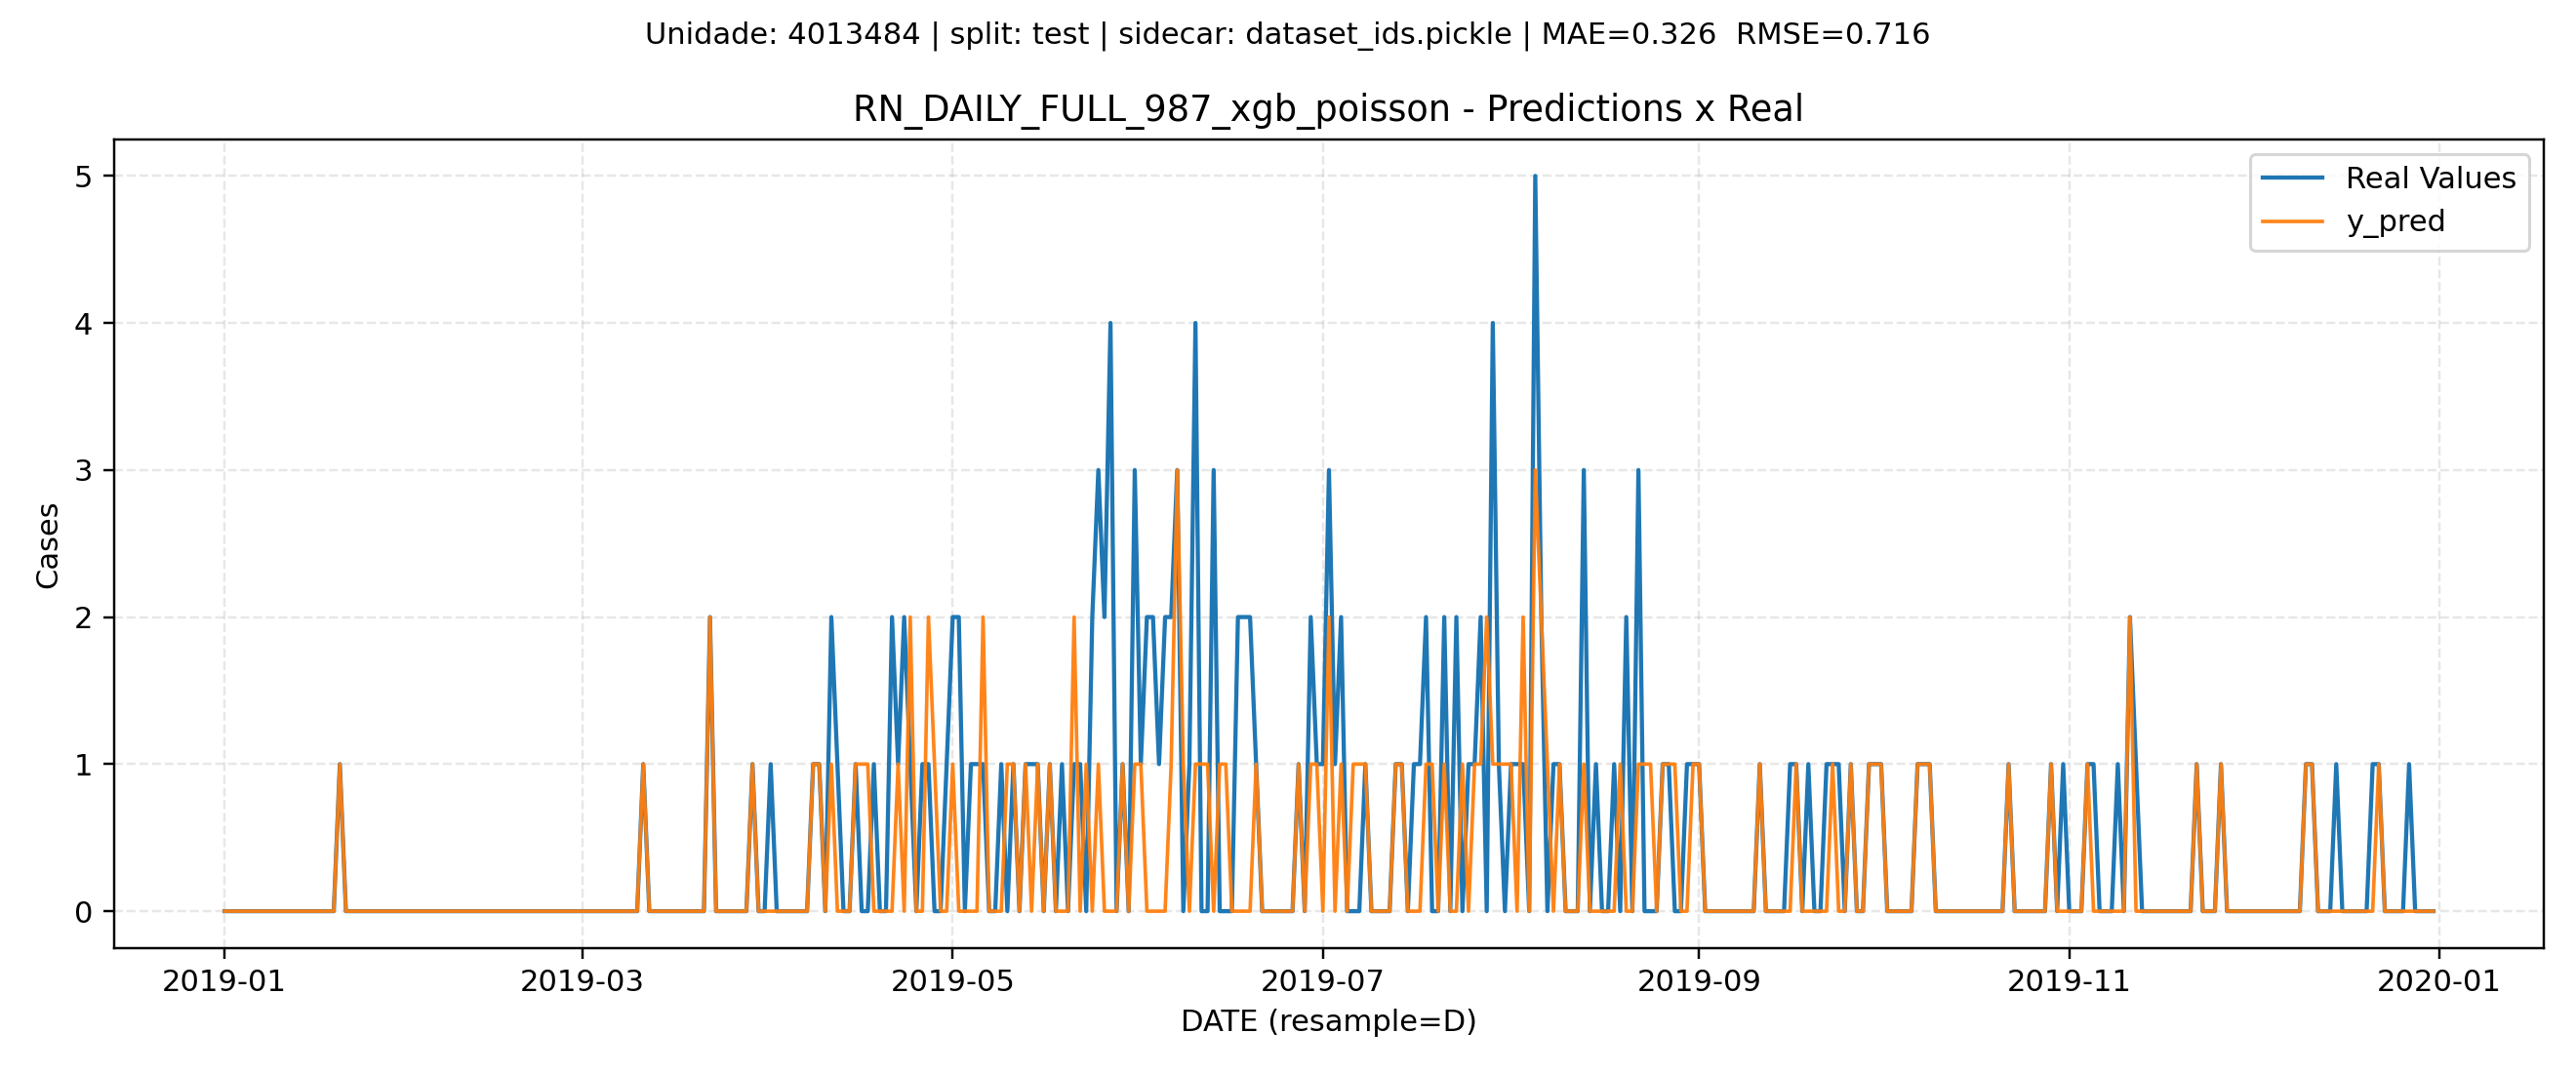 Unidade: 4013484 | split: test | sidecar: dataset_ids.pickle | MAE=0.326  RMSE=0.716
RN_DAILY_FULL_987_xgb_poisson - Predictions x Real
Real Values
y_pred
5
4
3
2
1
0
Cases
2019-01
2019-03
2019-05
2019-07
2019-09
2019-11
2020-01
DATE (resample=D)